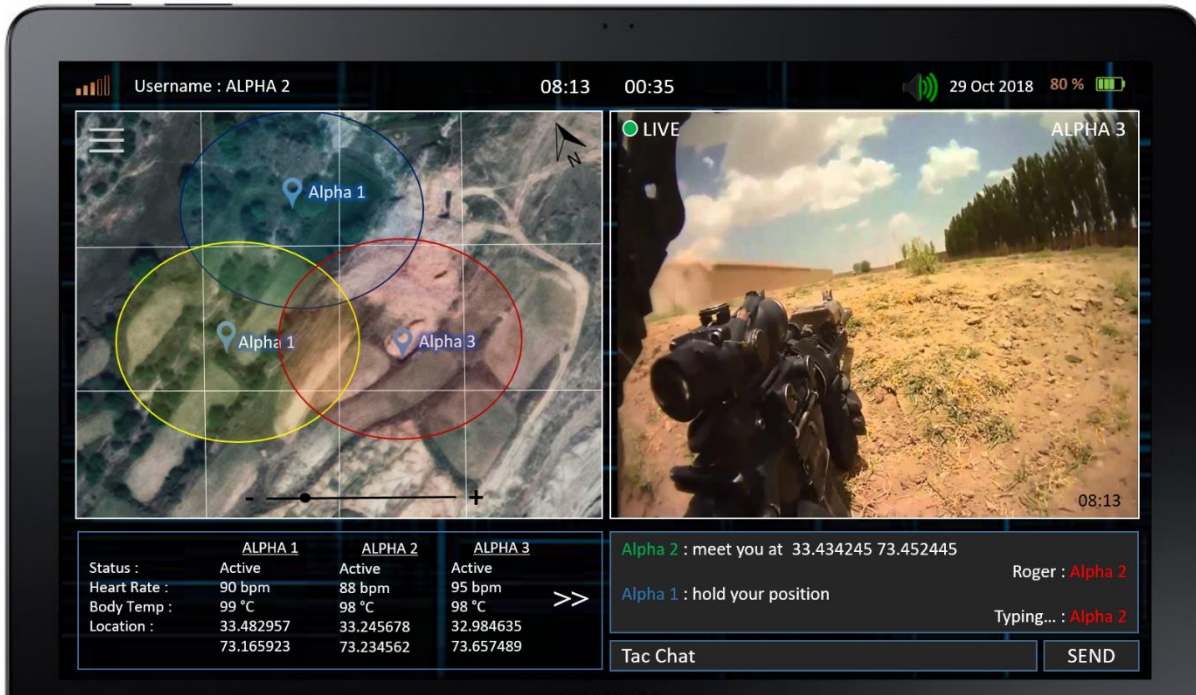 Username : ALPHA 2
08:13
00:35
29 Oct 2018
80 %
N
Alpha 1
Alpha 1
Alpha 3
- +
LIVE
ALPHA 3
08:13
ALPHA 1 ALPHA 2 ALPHA 3
Status : Active Active Active
Heart Rate : 90 bpm 88 bpm 95 bpm
Body Temp : 99 °C 98 °C 98 °C
Location : 33.482957 33.245678 32.984635
73.165923 73.234562 73.657489
>>
Alpha 2 : meet you at 33.434245 73.452445
Roger : Alpha 2
Alpha 1 : hold your position
Typing... : Alpha 2
Tac Chat
SEND